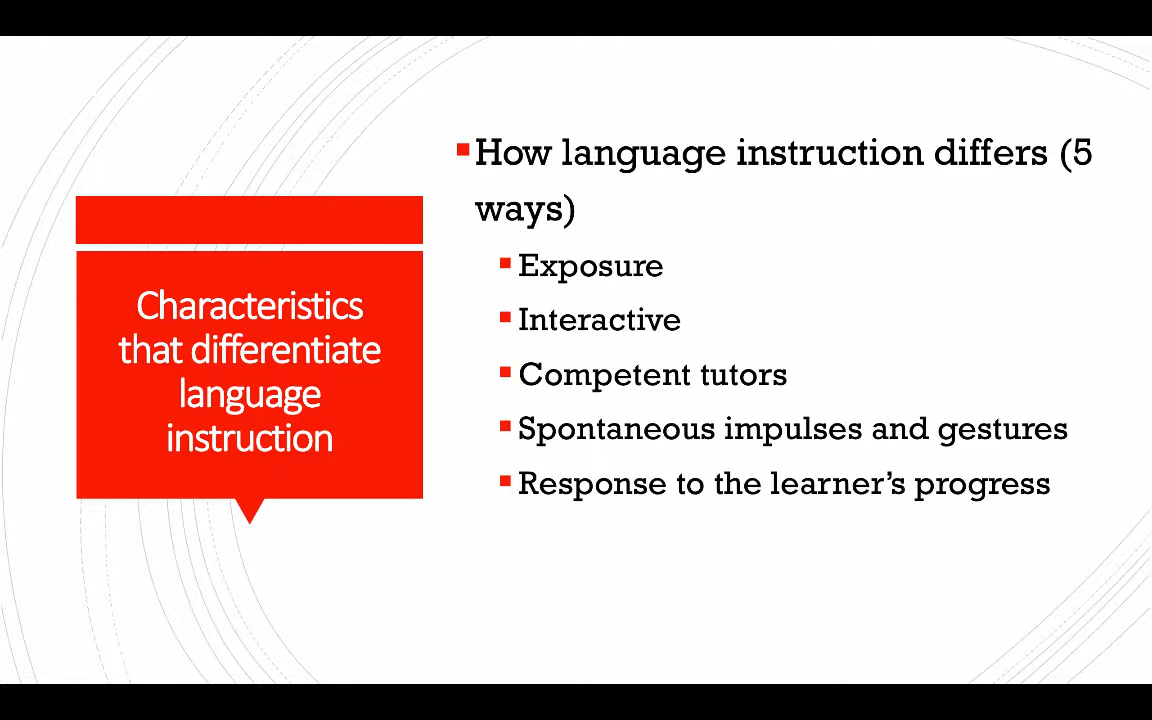 Characteristics
that differentiate
language
instruction
How language instruction differs (5
ways)
Exposure
Interactive
Competent tutors
Spontaneous impulses and gestures
Response to the learner’s progress